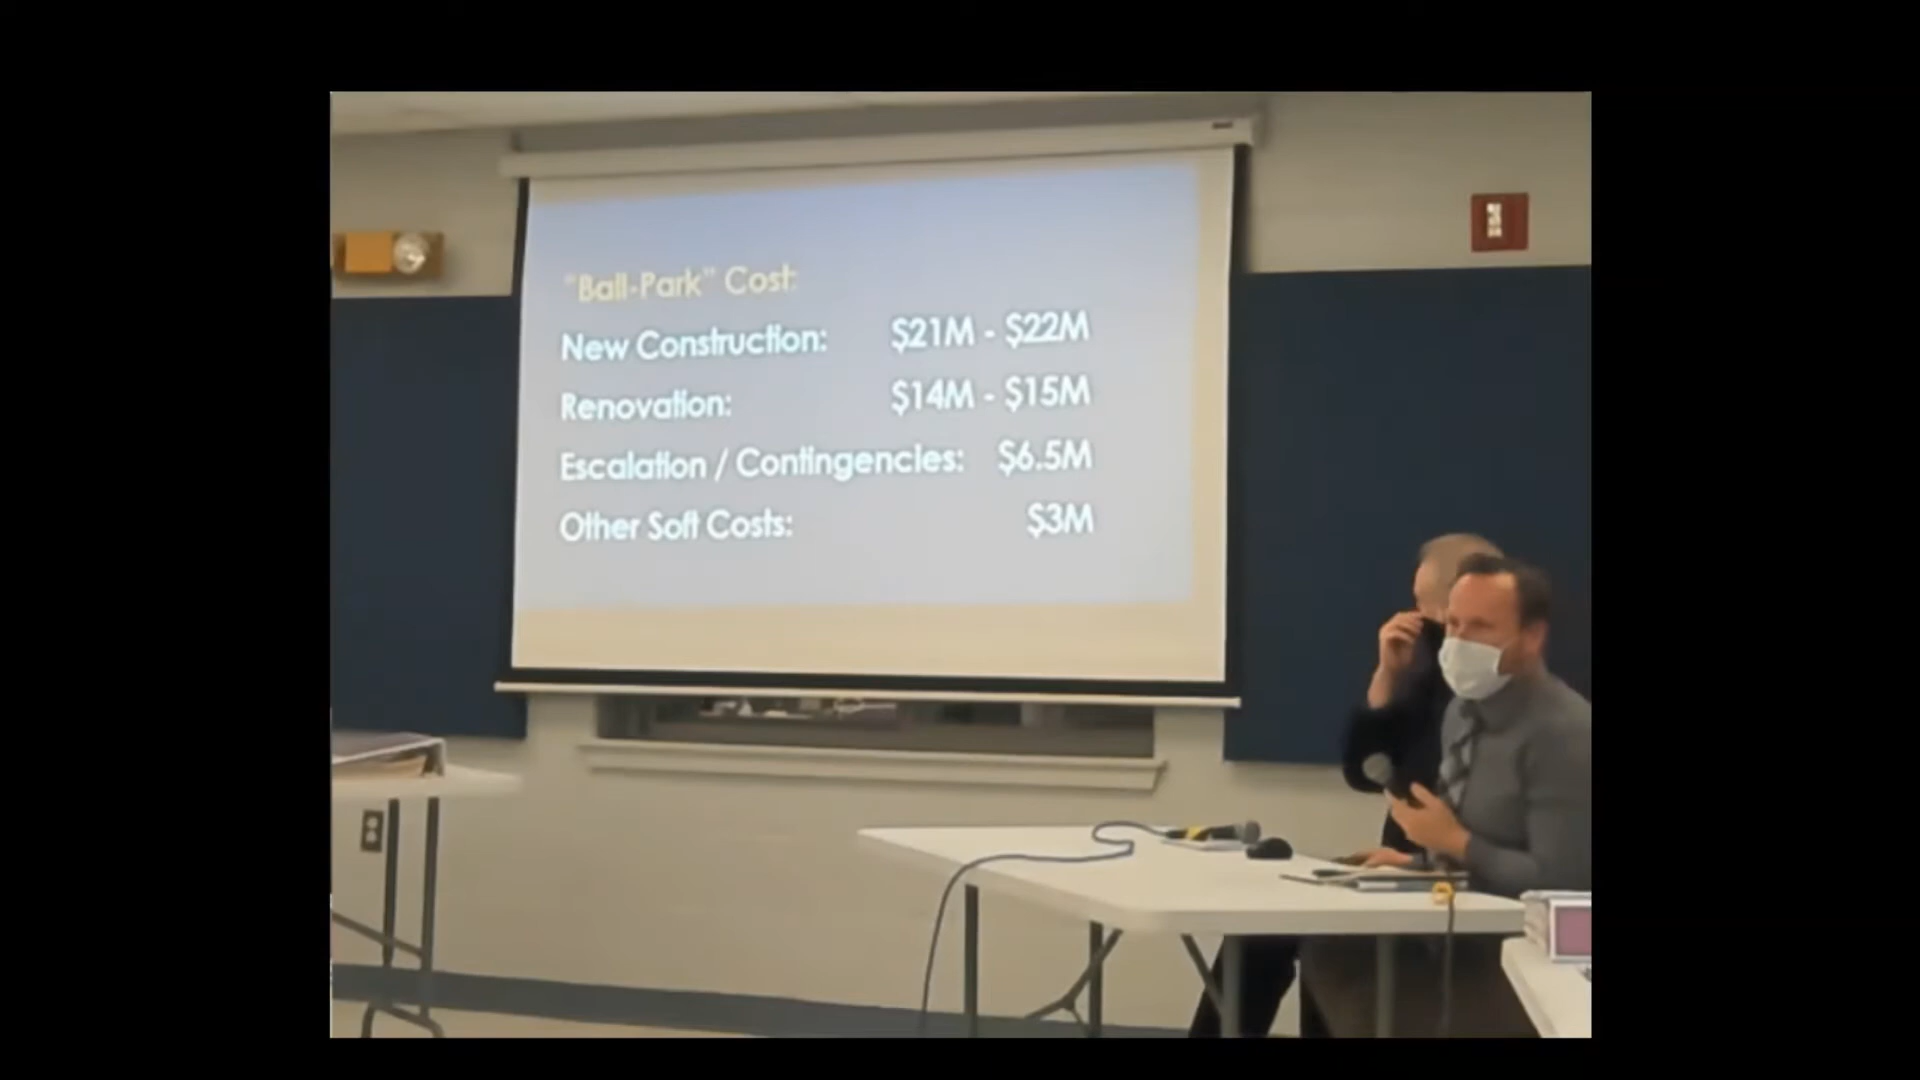 "Ball-Park" Cost:
New Construction: $21M - $22M
Renovation: $14M - $15M
Escalation / Contingencies: $6.5M
Other Soft Costs: $3M